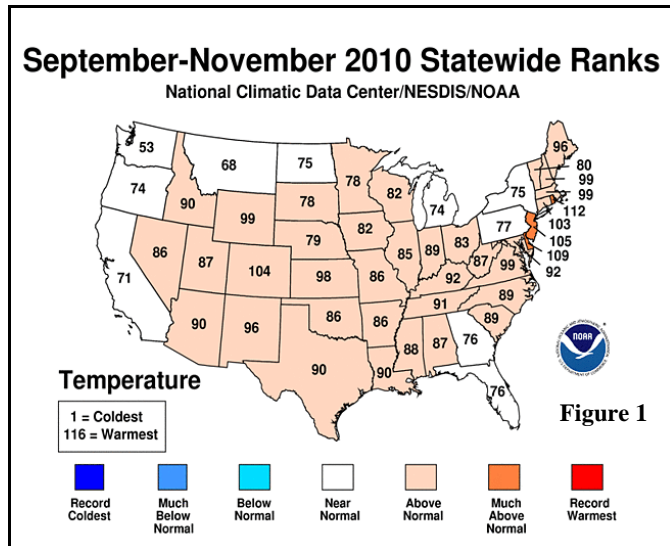 September-November 2010 Statewide Ranks
National Climatic Data Center/NESDIS/NOAA
53
68
75
78
82
74
96
80
99
99
112
103
105
109
92
74
90
99
78
79
82
75
77
71
86
87
104
98
86
85
89
83
87
99
92
90
96
86
86
91
89
89
90
90
88
87
76
76
NOAA
Temperature
1 = Coldest
116 = Warmest
Figure 1
Record
Coldest
Much
Below
Normal
Below
Normal
Near
Normal
Above
Normal
Much
Above
Normal
Record
Warmest